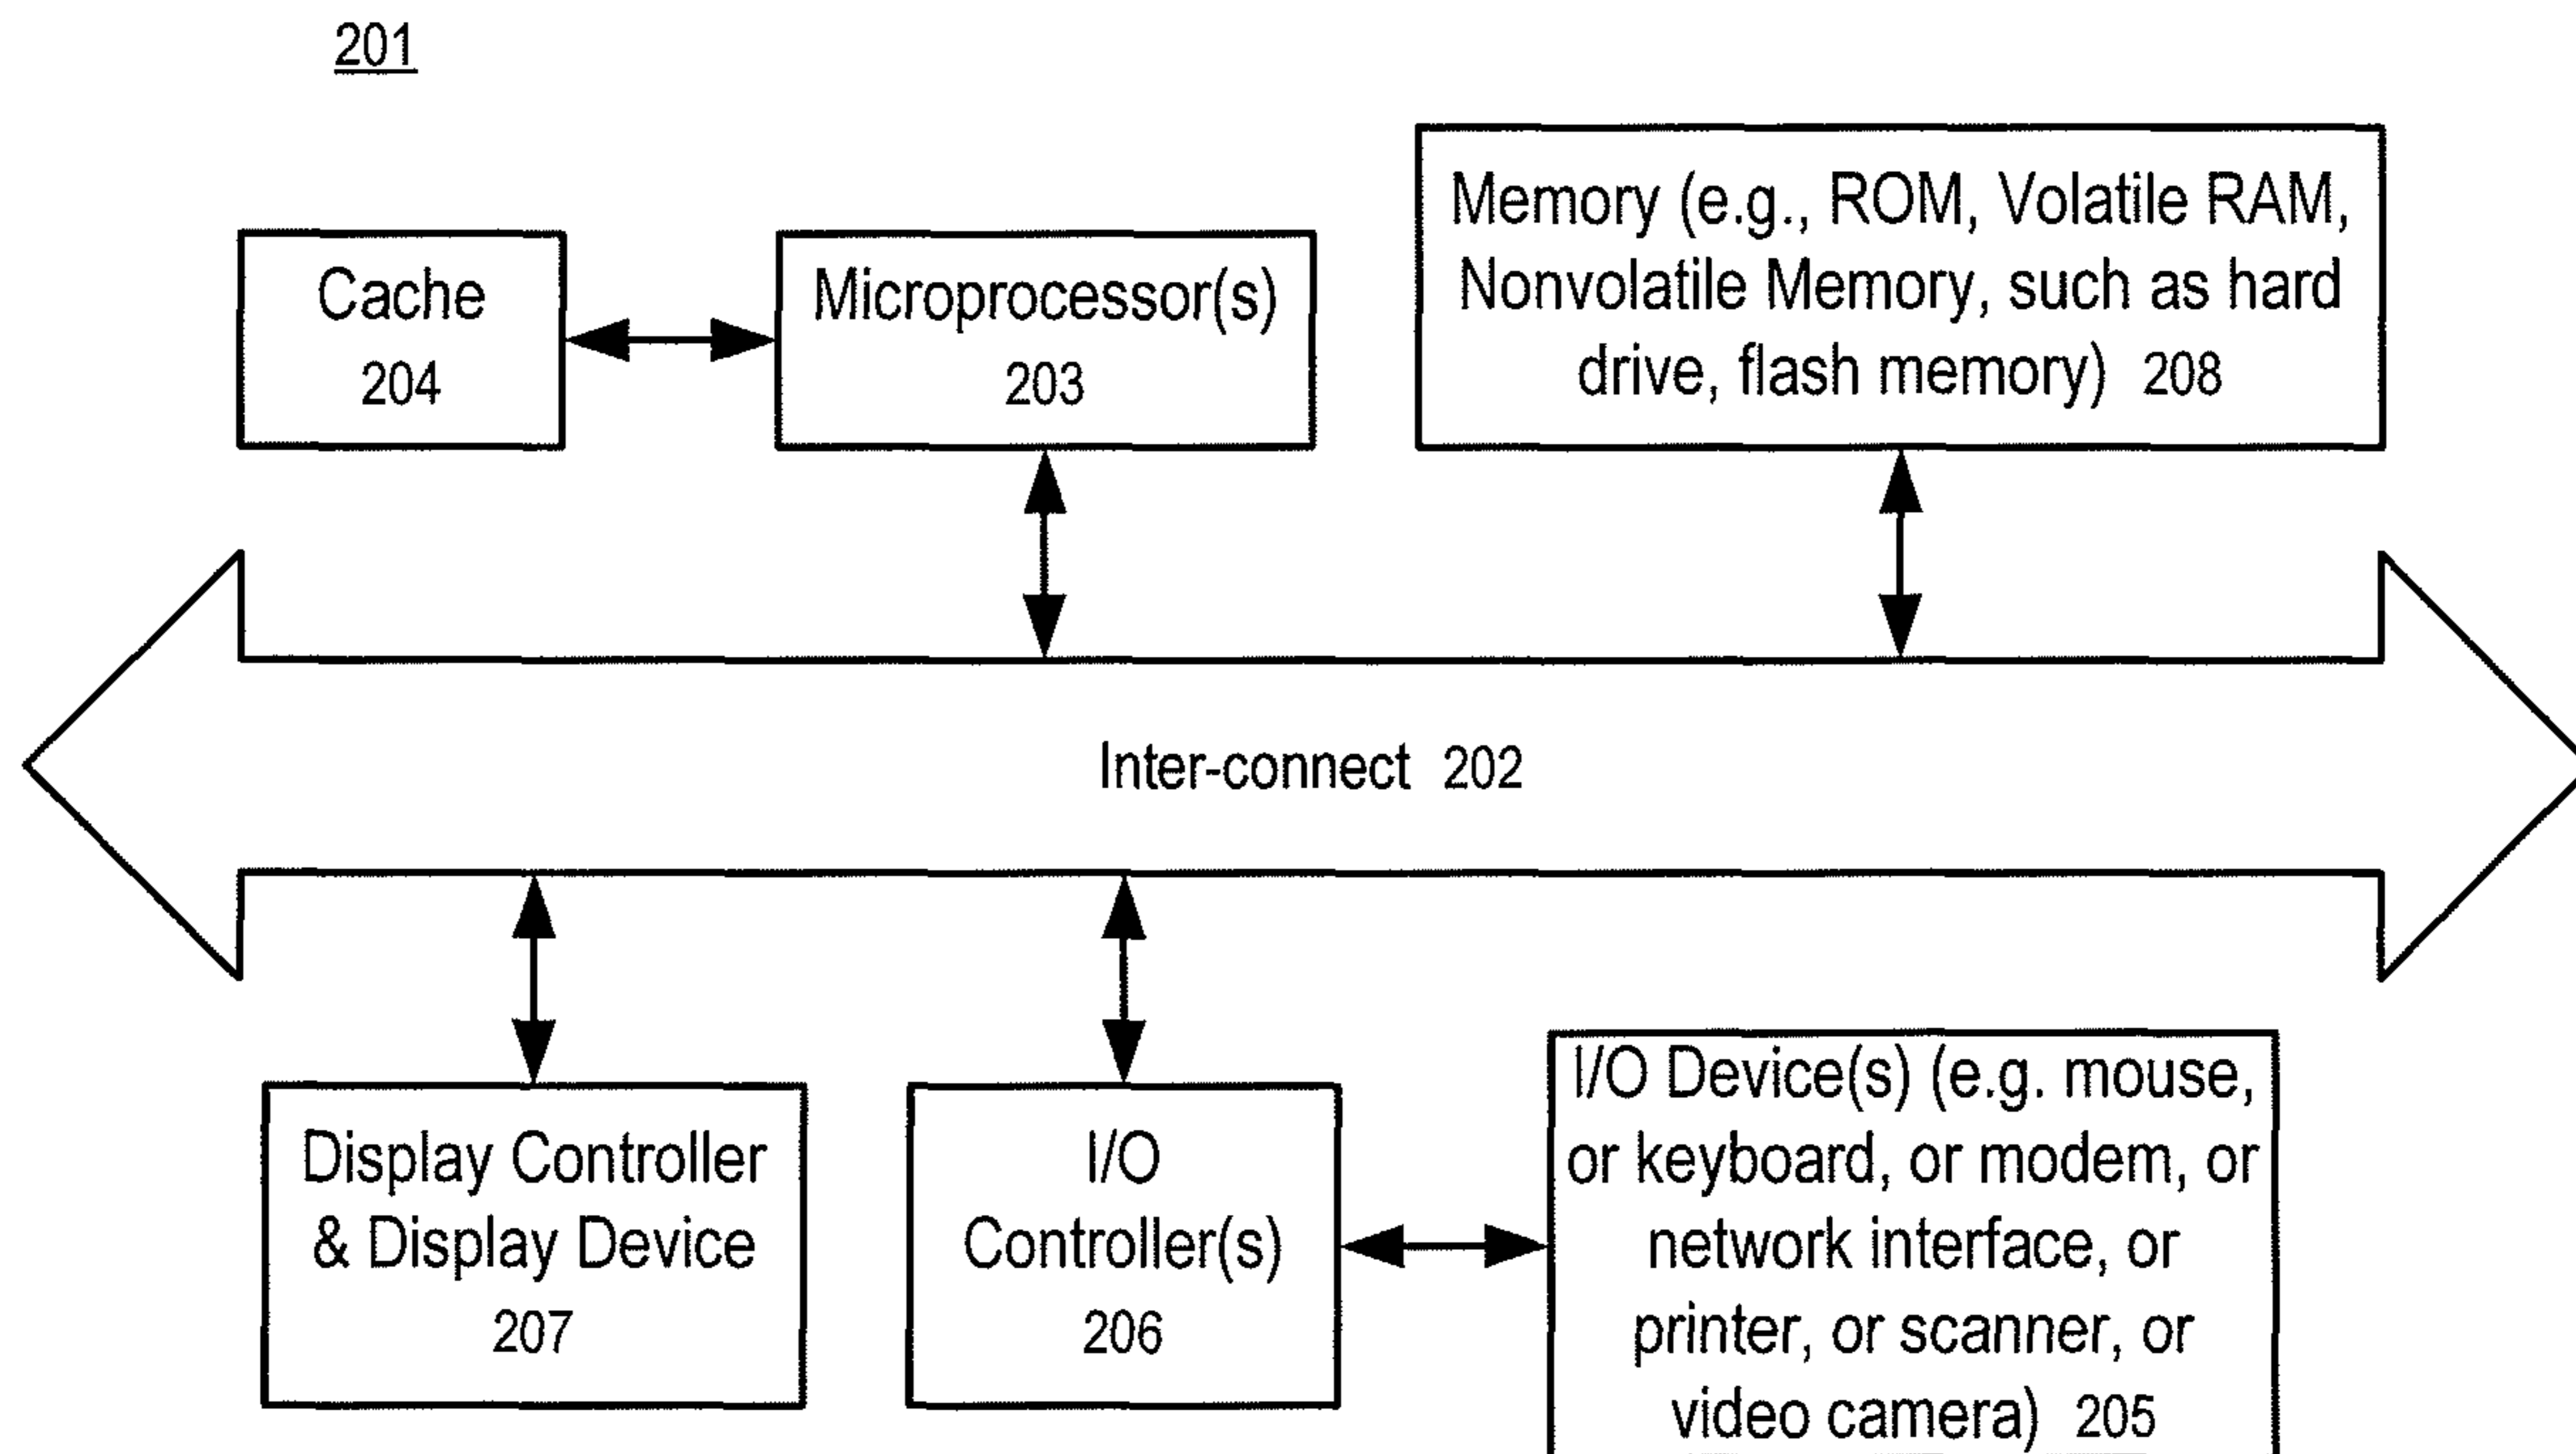 201
Cache
204
Microprocessor(s)
203
Memory (e.g., ROM, Volatile RAM,
Nonvolatile Memory, such as hard
drive, flash memory) 208
Inter-connect 202
Display Controller
& Display Device
207
I/O
Controller(s)
206
I/O Device(s) (e.g. mouse,
or keyboard, or modem, or
network interface, or
printer, or scanner, or
video camera) 205